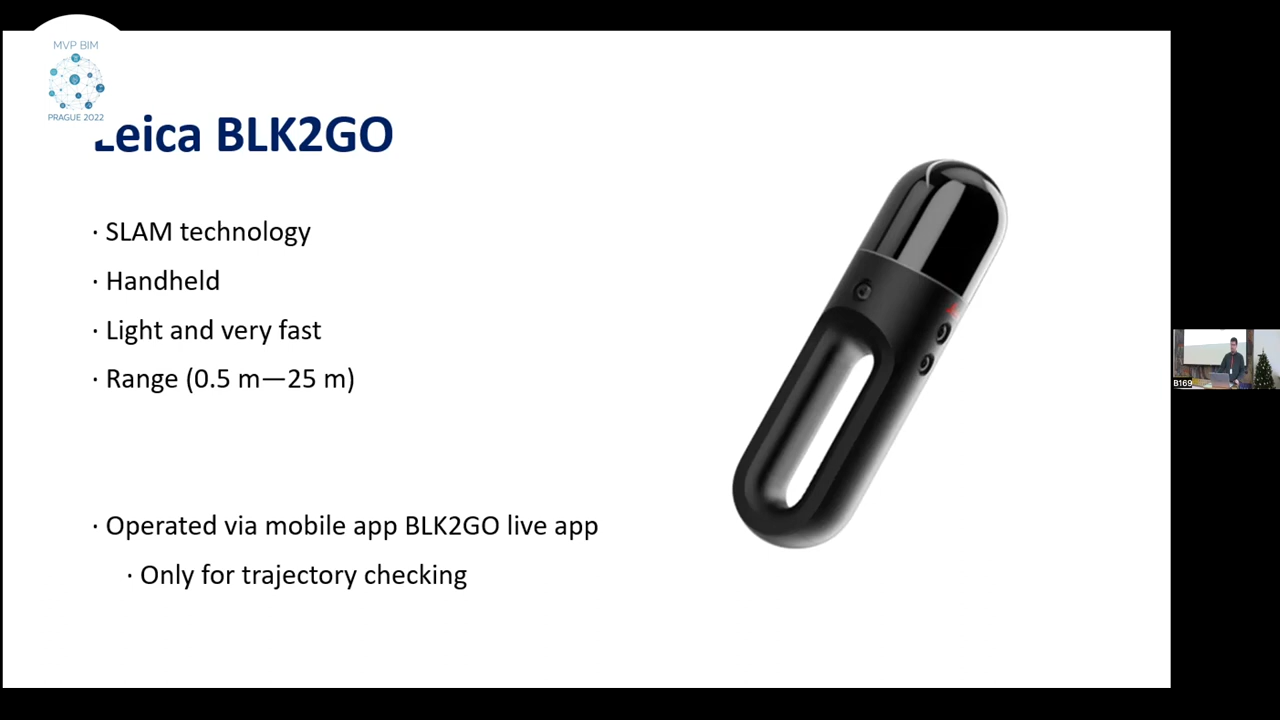 MVP BIM
PRAGUE 2022
Leica BLK2GO
· SLAM technology
· Handheld
· Light and very fast
· Range (0.5 m—25 m)
· Operated via mobile app BLK2GO live app
· Only for trajectory checking
B169